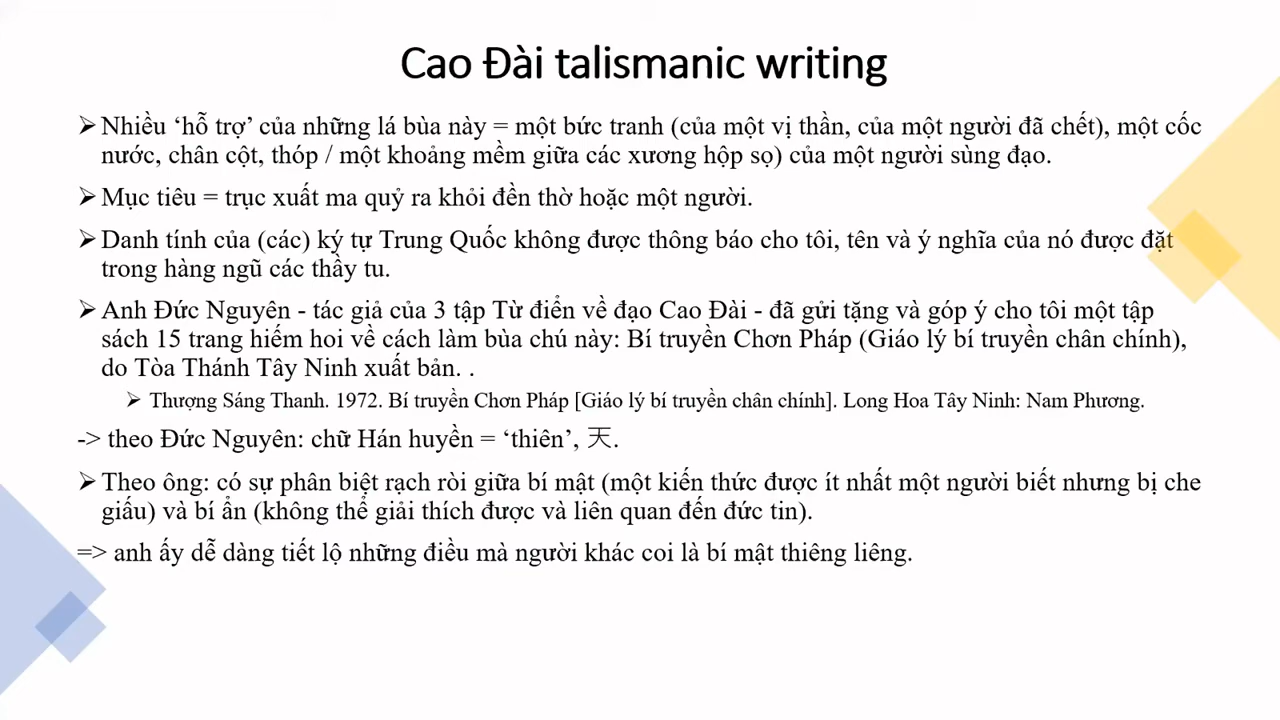 Cao Đài talismanic writing
➢ Nhiều ‘hỗ trợ’ của những lá bùa này = một bức tranh (của một vị thần, của một người đã chết), một cốc
nước, chân cột, thóp / một khoảng mềm giữa các xương hộp sọ) của một người sùng đạo.
➢ Mục tiêu = trục xuất ma quỷ ra khỏi đền thờ hoặc một người.
➢ Danh tính của (các) ký tự Trung Quốc không được thông báo cho tôi, tên và ý nghĩa của nó được đặt
trong hàng ngũ các thầy tu.
➢ Anh Đức Nguyên - tác giả của 3 tập Từ điển về đạo Cao Đài - đã gửi tặng và góp ý cho tôi một tập
sách 15 trang hiếm hoi về cách làm bùa chú này: Bí truyền Chơn Pháp (Giáo lý bí truyền chân chính),
do Tòa Thánh Tây Ninh xuất bản. .
➢ Thượng Sáng Thanh. 1972. Bí truyền Chơn Pháp [Giáo lý bí truyền chân chính]. Long Hoa Tây Ninh: Nam Phương.
-> theo Đức Nguyên: chữ Hán huyền = ‘thiên’, 天.
➢ Theo ông: có sự phân biệt rạch ròi giữa bí mật (một kiến thức được ít nhất một người biết nhưng bị che
giấu) và bí ẩn (không thể giải thích được và liên quan đến đức tin).
=> anh ấy dễ dàng tiết lộ những điều mà người khác coi là bí mật thiêng liêng.